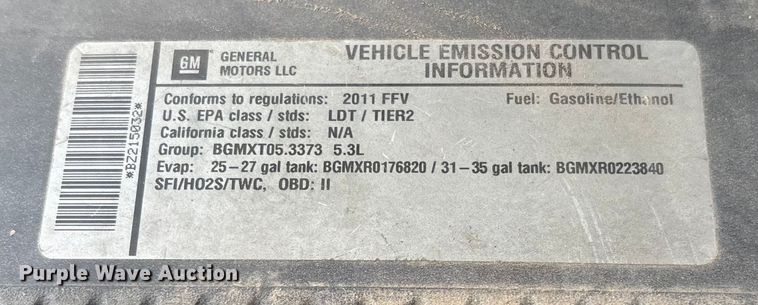 GM GENERAL MOTORS LLC
VEHICLE EMISSION CONTROL
INFORMATION
Conforms to regulations: 2011 FFV Fuel: Gasoline/Ethanol
U.S. EPA class / stds: LDT / TIER2
California class / stds: N/A
Group: BGMXT05.3373 5.3L
Evap: 25-27 gal tank: BGMXR0176820 / 31-35 gal tank: BGMXR0223840
SFI/HO2S/TWC, OBD: II
*BZ215032*
Purple Wave Auction